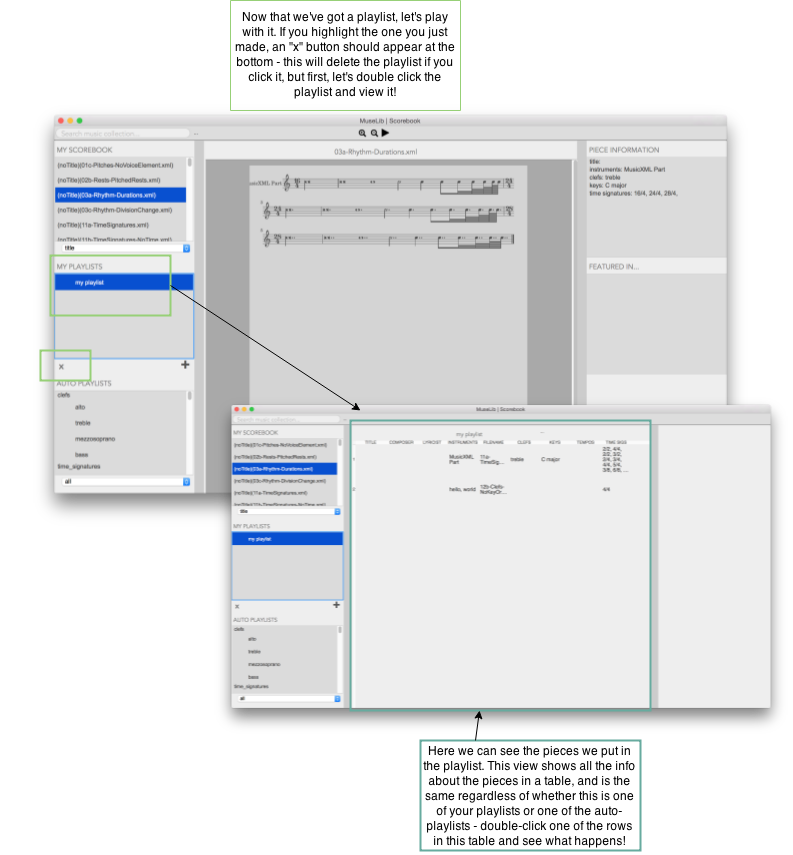 Now that we've got a playlist, let's play
with it. If you highlight the one you just
made, an "x" button should appear at the
bottom - this will delete the playlist if you
click it, but first, let's double click the
playlist and view it!
MuseLib | Scorebook
Search music collection...
MY SCOREBOOK
(noTitle)(01c-Pitches-NoVoiceElement.xml)
(noTitle)(02b-Rests-PitchedRests.xml)
(noTitle)(03a-Rhythm-Durations.xml)
(noTitle)(03c-Rhythm-DivisionChange.xml)
(noTitle)(11a-TimeSignatures.xml)
(noTitle)(11b-TimeSignatures-NoTime.xml)
title
MY PLAYLISTS
my playlist
x
+
AUTO PLAYLISTS
clefs
alto
treble
mezzosoprano
bass
time_signatures
all
03a-Rhythm-Durations.xml
MusicXML Part
PIECE INFORMATION
title:
instruments: MusicXML Part
clefs: treble
keys: C major
time signatures: 16/4, 24/4, 28/4,
FEATURED IN...
MuseLib | Scorebook
Search music collection...
MY SCOREBOOK
(noTitle)(01c-Pitches-NoVoiceElement.xml)
(noTitle)(02b-Rests-PitchedRests.xml)
(noTitle)(03a-Rhythm-Durations.xml)
(noTitle)(03c-Rhythm-DivisionChange.xml)
(noTitle)(11a-TimeSignatures.xml)
(noTitle)(11b-TimeSignatures-NoTime.xml)
title
MY PLAYLISTS
my playlist
x
+
AUTO PLAYLISTS
clefs
alto
treble
mezzosoprano
bass
time_signatures
all
my playlist
TITLE COMPOSER LYRICIST INSTRUMENTS FILENAME CLEFS KEYS TEMPOS TIME SIGS
1 MusicXML Part 11a-TimeSig... treble C major 2/2, 4/4,
2/2, 3/2,
2/4, 3/4,
4/4, 5/4,
3/8, 6/8, ...
2 hello, world 12b-Clefs-NoKeyOr... 4/4
Here we can see the pieces we put in
the playlist. This view shows all the info
about the pieces in a table, and is the
same regardless of whether this is one
of your playlists or one of the auto-
playlists - double-click one of the rows
in this table and see what happens!